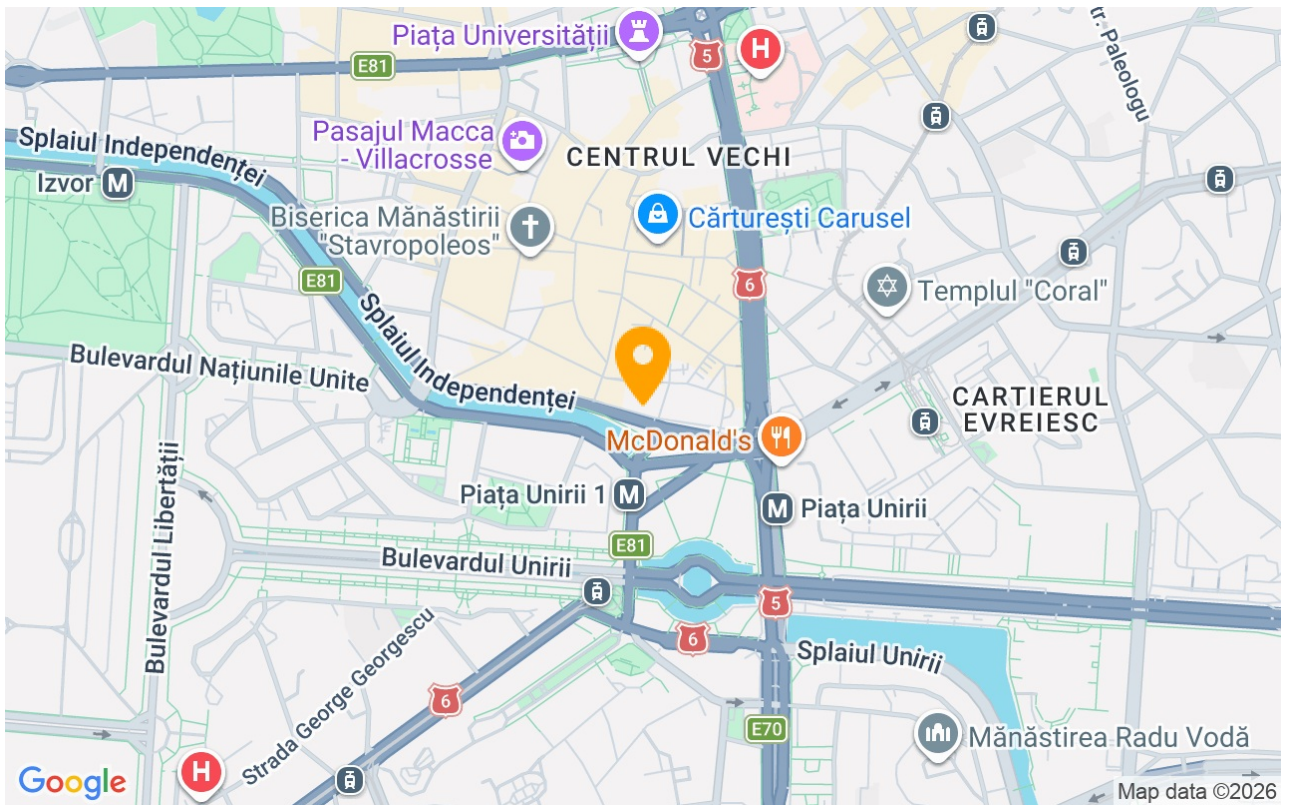 Piața Universității
5
H
tr. Paleologu
E81
Splaiul Independenței
Pasajul Macca
- Villacrosse
CENTRUL VECHI
Izvor M
Biserica Mănăstirii
"Stavropoleos"
Cărturești Carusel
E81
6
Templul "Coral"
Splaiul Independenței
Bulevardul Națiunile Unite
CARTIERUL
EVREIESC
McDonald's
Bulevardul Libertății
Piața Unirii 1 M
M Piața Unirii
E81
Bulevardul Unirii
5
6
Splaiul Unirii
Strada George Georgescu
6
E70
Mănăstirea Radu Vodă
H
Google
Map data ©2026